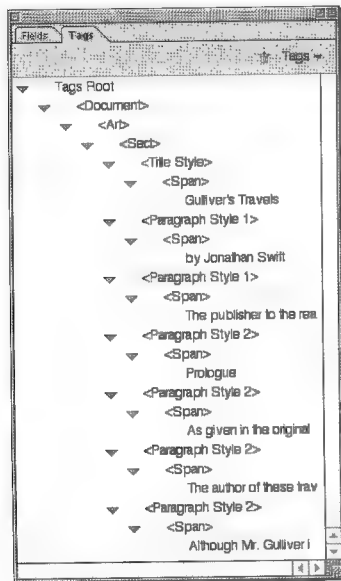 Fields Tags
Tags
Tags Root
<Document>
<Art>
<Sect>
<Title Style>
<Span>
Gulliver's Travels
<Paragraph Style 1>
<Span>
by Jonathan Swift
<Paragraph Style 1>
<Span>
The publisher to the rea
<Paragraph Style 2>
<Span>
Prologue
<Paragraph Style 2>
<Span>
As given in the original
<Paragraph Style 2>
<Span>
The author of these trav
<Paragraph Style 2>
<Span>
Although Mr. Gulliver i